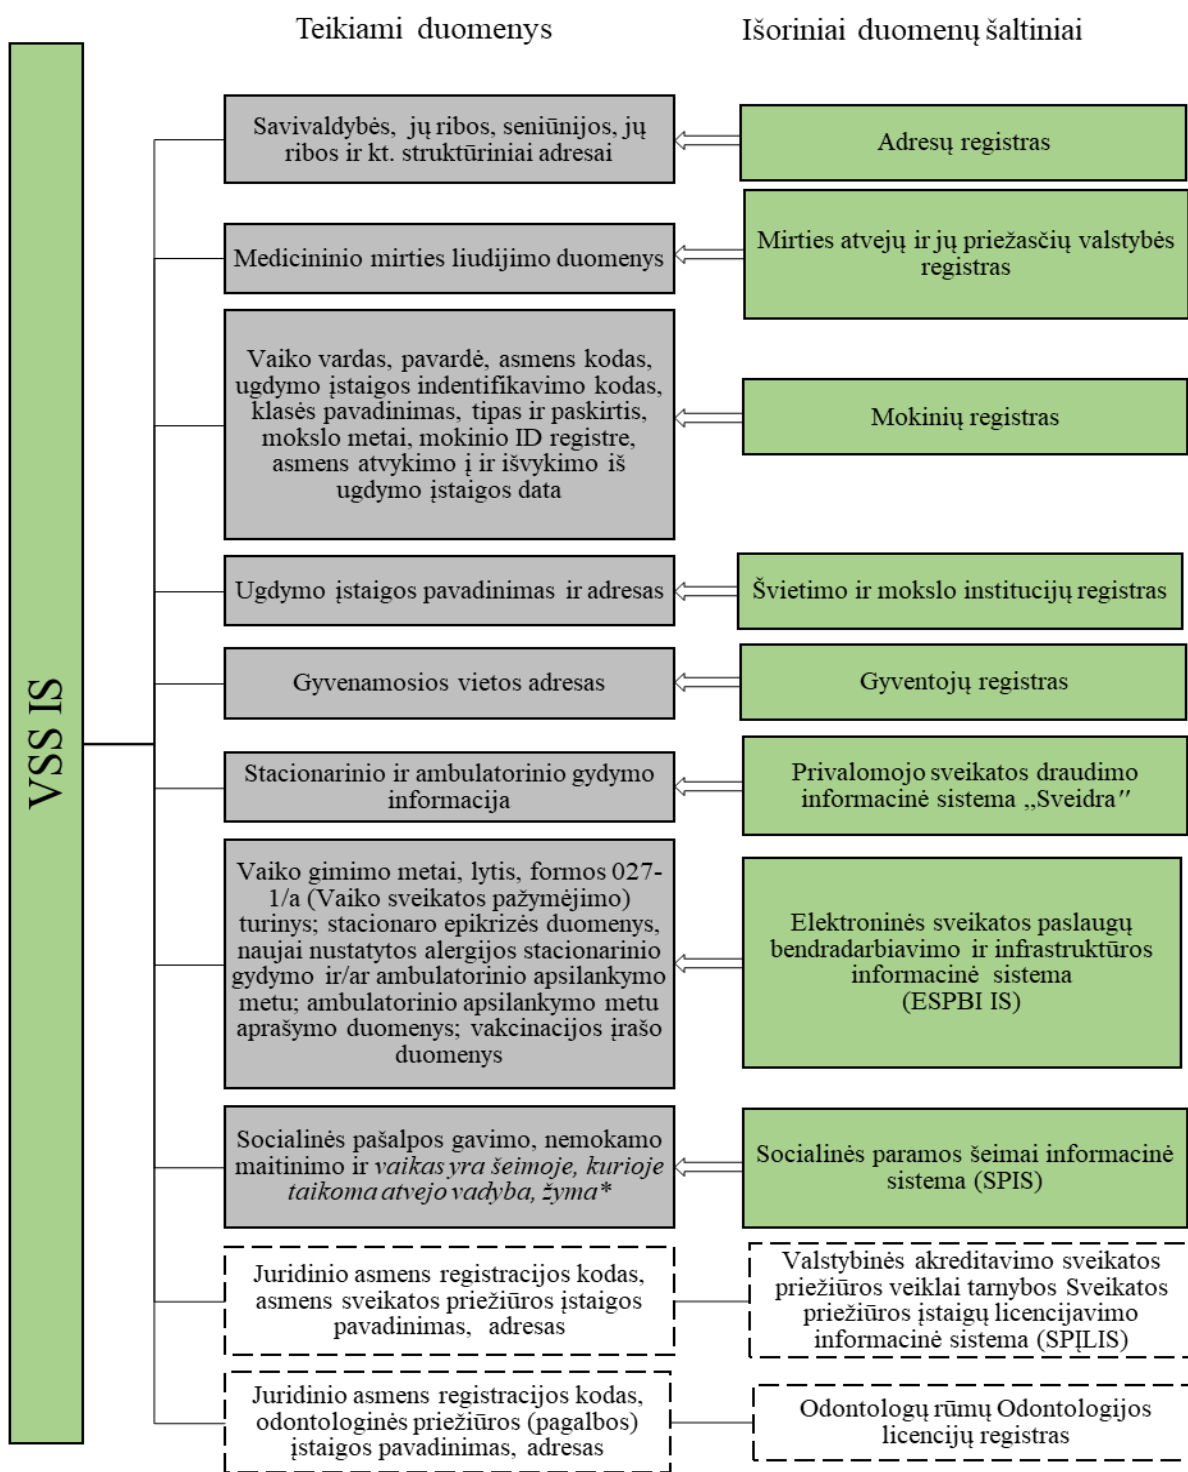 Teikiami duomenys
Išoriniai duomenų šaltiniai
VSS IS
Savivaldybės, jų ribos, seniūnijos, jų
ribos ir kt. struktūriniai adresai
Adresų registras
Medicininio mirties liudijimo duomenys
Mirties atvejų ir jų priežasčių valstybės
registras
Vaiko vardas, pavardė, asmens kodas,
ugdymo įstaigos indentifikavimo kodas,
klasės pavadinimas, tipas ir paskirtis,
mokslo metai, mokinio ID registre,
asmens atvykimo į ir išvykimo iš
ugdymo įstaigos data
Mokinių registras
Ugdymo įstaigos pavadinimas ir adresas
Švietimo ir mokslo institucijų registras
Gyvenamosios vietos adresas
Gyventojų registras
Stacionarinio ir ambulatorinio gydymo
informacija
Privalomojo sveikatos draudimo
informacinė sistema „Sveidra"
Vaiko gimimo metai, lytis, formos 027-
1/a (Vaiko sveikatos pažymėjimo)
turinys; stacionaro epikrizės duomenys,
naujai nustatytos alergijos stacionarinio
gydymo ir/ar ambulatorinio apsilankymo
metu; ambulatorinio apsilankymo metu
aprašymo duomenys; vakcinacijos įrašo
duomenys
Elektroninės sveikatos paslaugų
bendradarbiavimo ir infrastruktūros
informacinė sistema
(ESPBI IS)
Socialinės pašalpos gavimo, nemokamo
maitinimo ir vaikas yra šeimoje, kurioje
taikoma atvejo vadyba, žyma*
Socialinės paramos šeimai informacinė
sistema (SPIS)
Juridinio asmens registracijos kodas,
asmens sveikatos priežiūros įstaigos
pavadinimas, adresas
Valstybinės akreditavimo sveikatos
priežiūros veiklai tarnybos Sveikatos
priežiūros įstaigų licencijavimo
informacinė sistema (SPĮLIS)
Juridinio asmens registracijos kodas,
odontologinės priežiūros (pagalbos)
įstaigos pavadinimas, adresas
Odontologų rūmų Odontologijos
licencijų registras